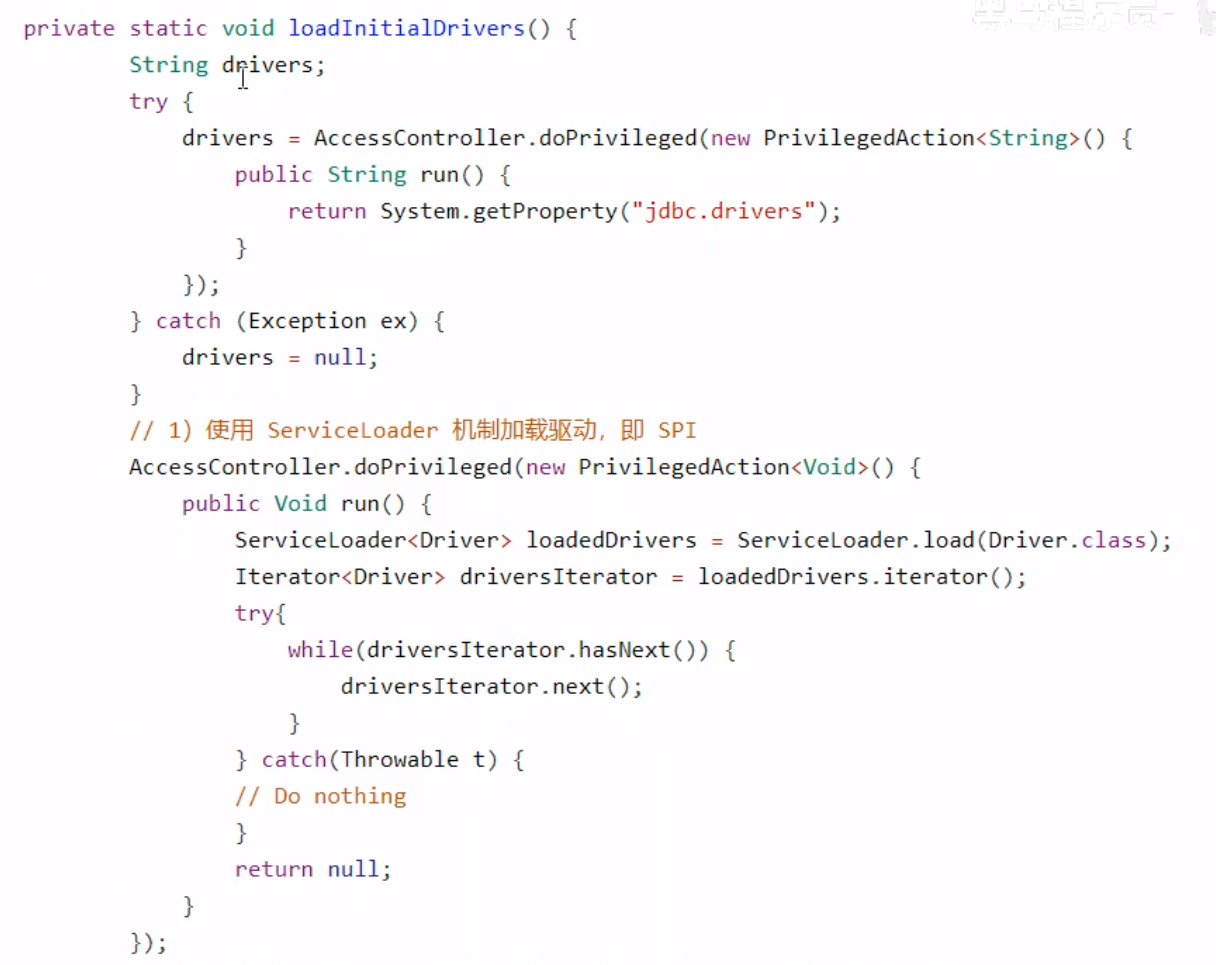 private static void loadInitialDrivers() {
String drivers;
try {
drivers = AccessController.doPrivileged(new PrivilegedAction<String>() {
public String run() {
return System.getProperty("jdbc.drivers");
}
});
} catch (Exception ex) {
drivers = null;
}
// 1) 使用 ServiceLoader 机制加载驱动，即 SPI
AccessController.doPrivileged(new PrivilegedAction<Void>() {
public Void run() {
ServiceLoader<Driver> loadedDrivers = ServiceLoader.load(Driver.class);
Iterator<Driver> driversIterator = loadedDrivers.iterator();
try{
while(driversIterator.hasNext()) {
driversIterator.next();
}
} catch(Throwable t) {
// Do nothing
}
return null;
}
});